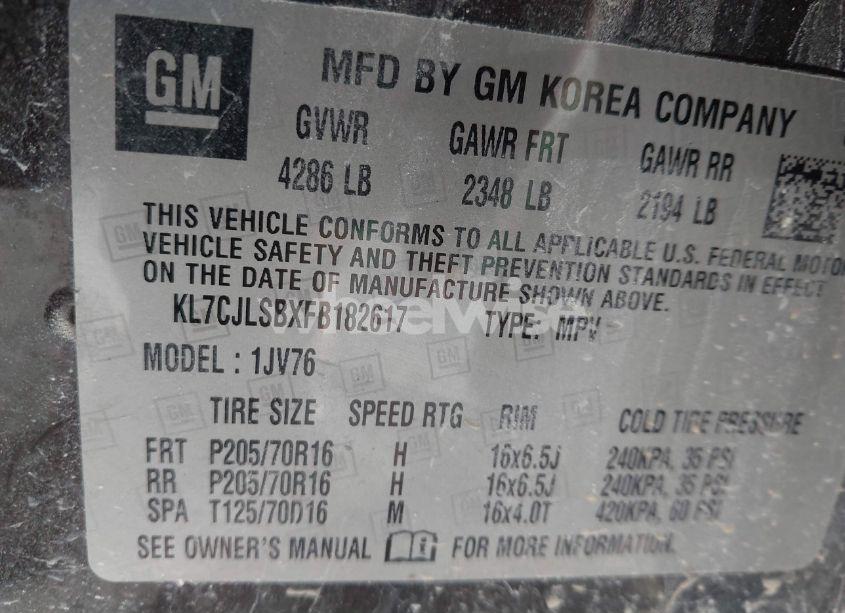 GM
MFD BY GM KOREA COMPANY
GVWR GAWR FRT GAWR RR
4286 LB 2348 LB 2194 LB
THIS VEHICLE CONFORMS TO ALL APPLICABLE U.S. FEDERAL MOTOR
VEHICLE SAFETY AND THEFT PREVENTION STANDARDS IN EFFECT
ON THE DATE OF MANUFACTURE SHOWN ABOVE.
KL7CJLSBXFB182617 TYPE: MPV
wheelwise
MODEL: 1JV76
TIRE SIZE SPEED RTG RIM COLD TIRE PRESSURE
FRT P205/70R16 H 16x6.5J 240KPA, 35 PSI
RR P205/70R16 H 16x6.5J 240KPA, 35 PSI
SPA T125/70D16 M 16x4.0T 420KPA, 60 PSI
SEE OWNER'S MANUAL FOR MORE INFORMATION.